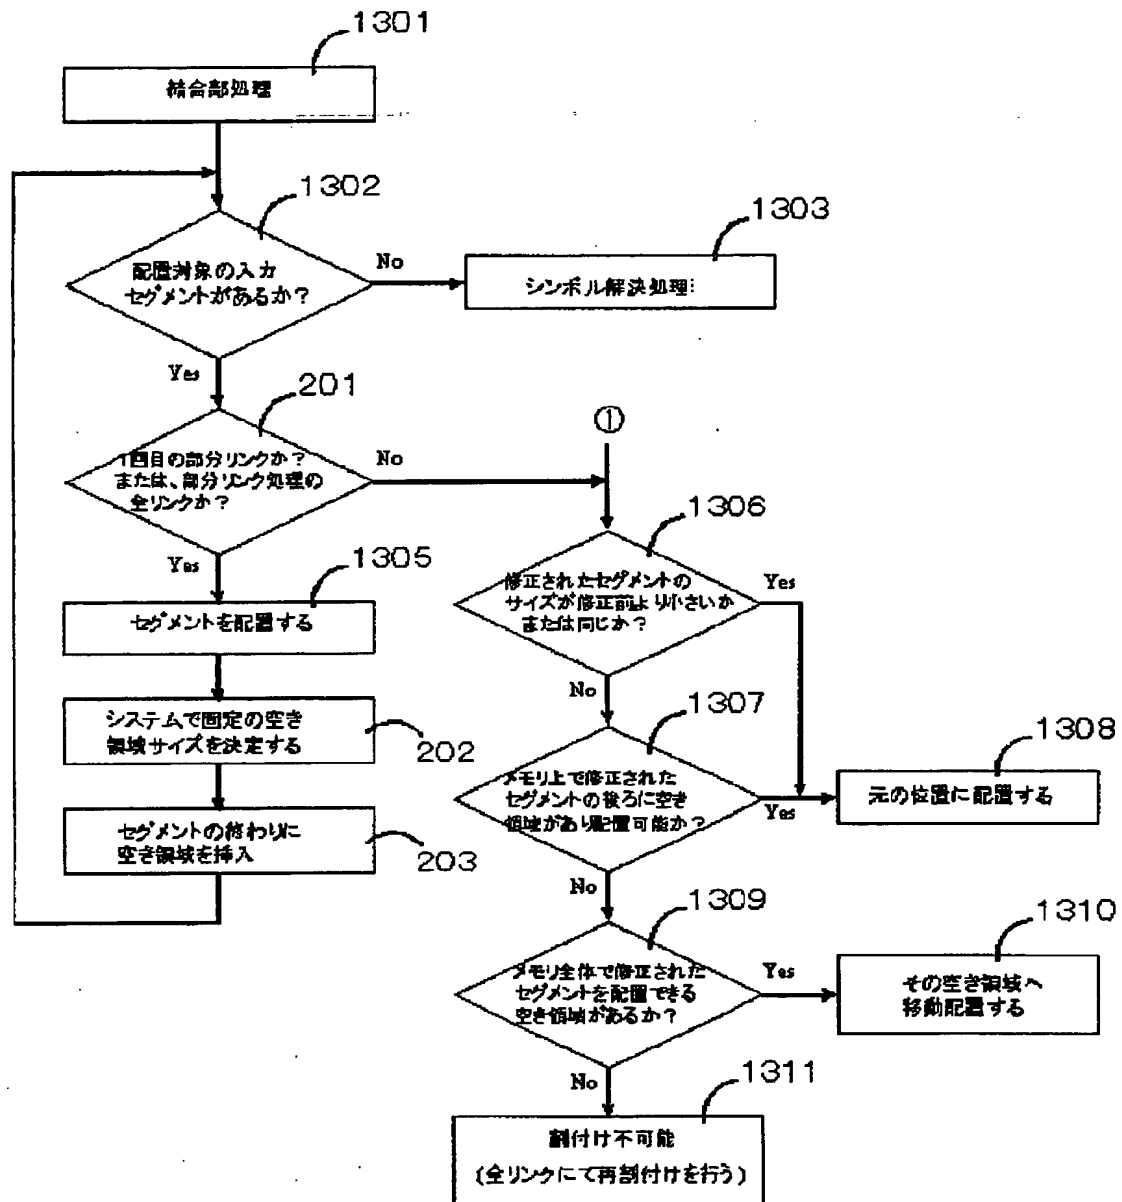 1301
結合部処理
1302
配置対象の入力
セグメントがあるか？
No
1303
シンボル解決処理
Yes
201
1回目の部分リンクか？
または、部分リンク処理の
全リンクか？
No
①
Yes
1305
セグメントを配置する
システムで固定の空き
領域サイズを決定する
202
セグメントの終わりに
空き領域を挿入
203
1306
修正されたセグメントの
サイズが修正前より小さいか
または同じか？
Yes
No
1307
メモリ上で修正された
セグメントの後ろに空き
領域があり配置可能か？
Yes
1308
元の位置に配置する
No
1309
メモリ全体で修正された
セグメントを配置できる
空き領域があるか？
Yes
1310
その空き領域へ
移動配置する
No
1311
割付け不可能
(全リンクにて再割付けを行う)